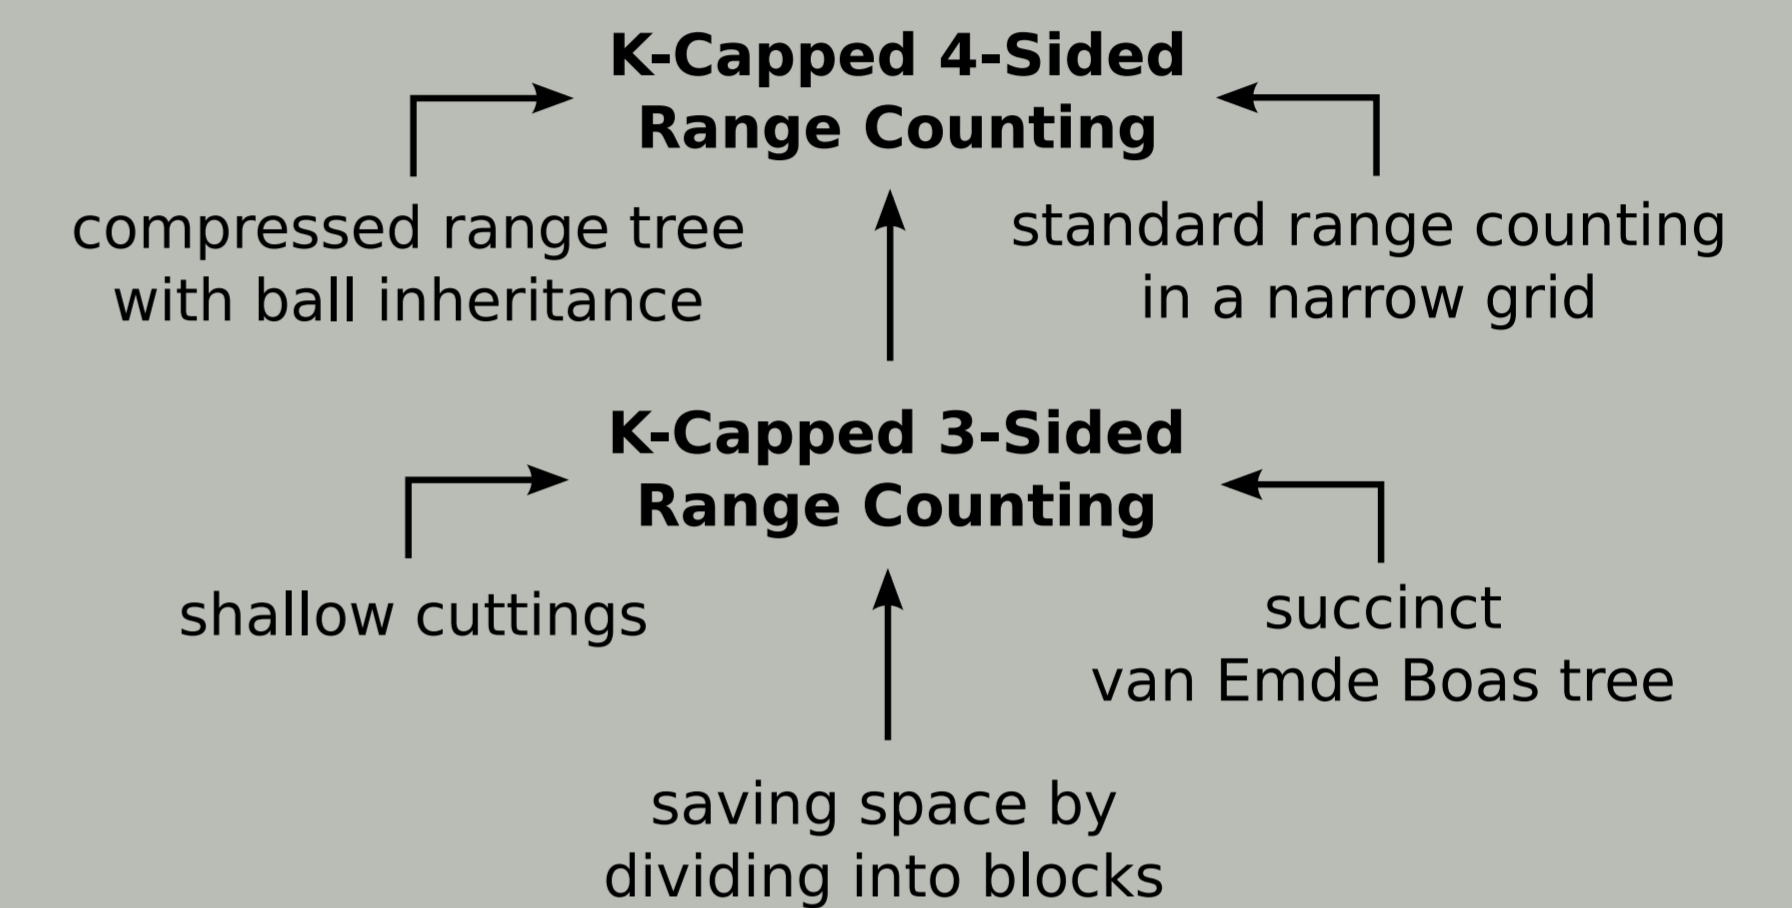 K-Capped 4-Sided
Range Counting
compressed range tree
with ball inheritance
standard range counting
in a narrow grid
K-Capped 3-Sided
Range Counting
shallow cuttings
succinct
van Emde Boas tree
saving space by
dividing into blocks